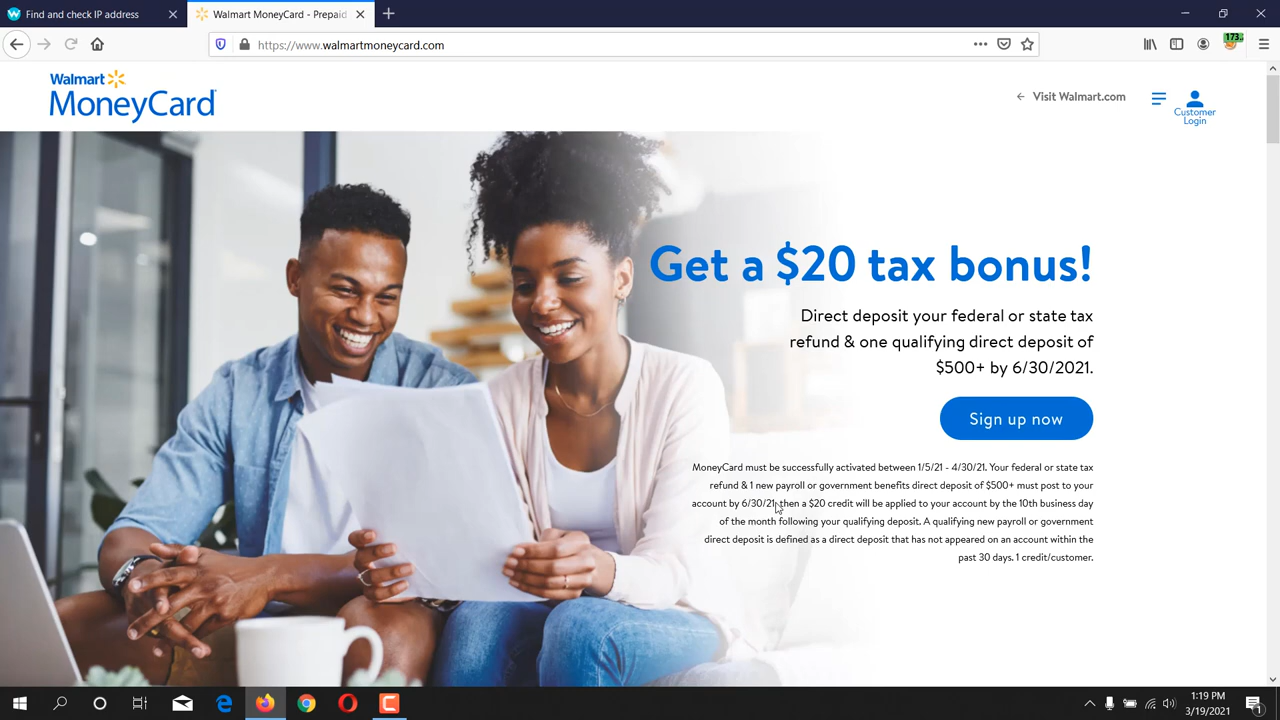 Find and check IP address
Walmart MoneyCard - Prepaid
https://www.walmartmoneycard.com
173..
Walmart
MoneyCard
Visit Walmart.com
Customer
Login
Get a $20 tax bonus!
Direct deposit your federal or state tax
refund & one qualifying direct deposit of
$500+ by 6/30/2021.
Sign up now
MoneyCard must be successfully activated between 1/5/21 - 4/30/21. Your federal or state tax
refund & 1 new payroll or government benefits direct deposit of $500+ must post to your
account by 6/30/21, then a $20 credit will be applied to your account by the 10th business day
of the month following your qualifying deposit. A qualifying new payroll or government
direct deposit is defined as a direct deposit that has not appeared on an account within the
past 30 days. 1 credit/customer.
1:19 PM
3/19/2021
1